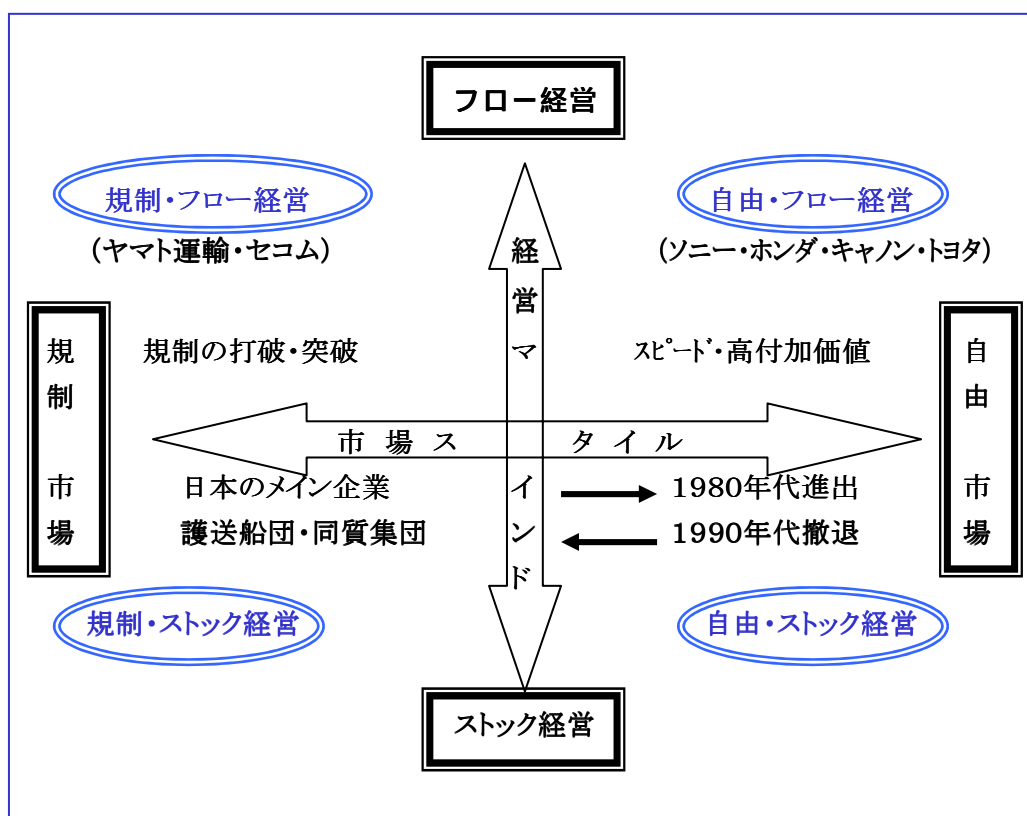 フロー経営
規制・フロー経営
自由・フロー経営
(ヤマト運輸・セコム)
(ソニー・ホンダ・キャノン・トヨタ)
経営マインド
規制 市場
規制の打破・突破
スピード・高付加価値
自由 市場
市場スタイル
日本のメイン企業
1980年代進出
護送船団・同質集団
1990年代撤退
規制・ストック経営
自由・ストック経営
ストック経営